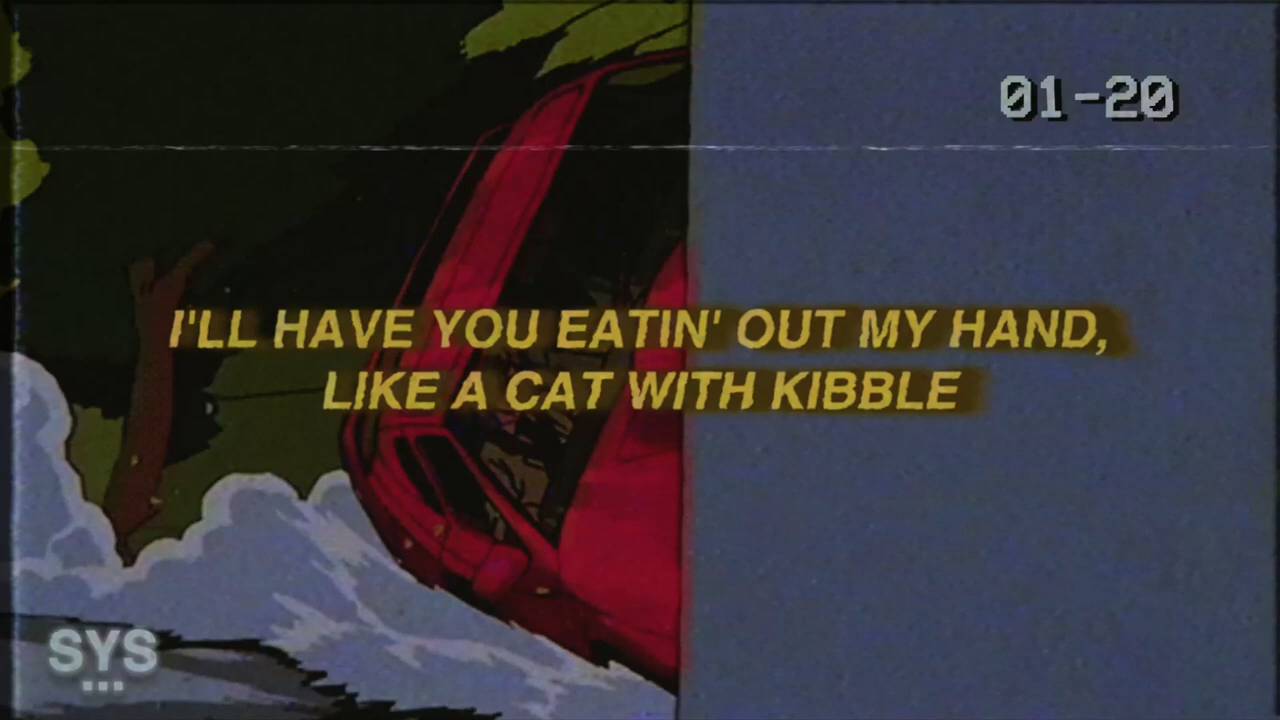 01-20
I'LL HAVE YOU EATIN' OUT MY HAND,
LIKE A CAT WITH KIBBLE
SYS